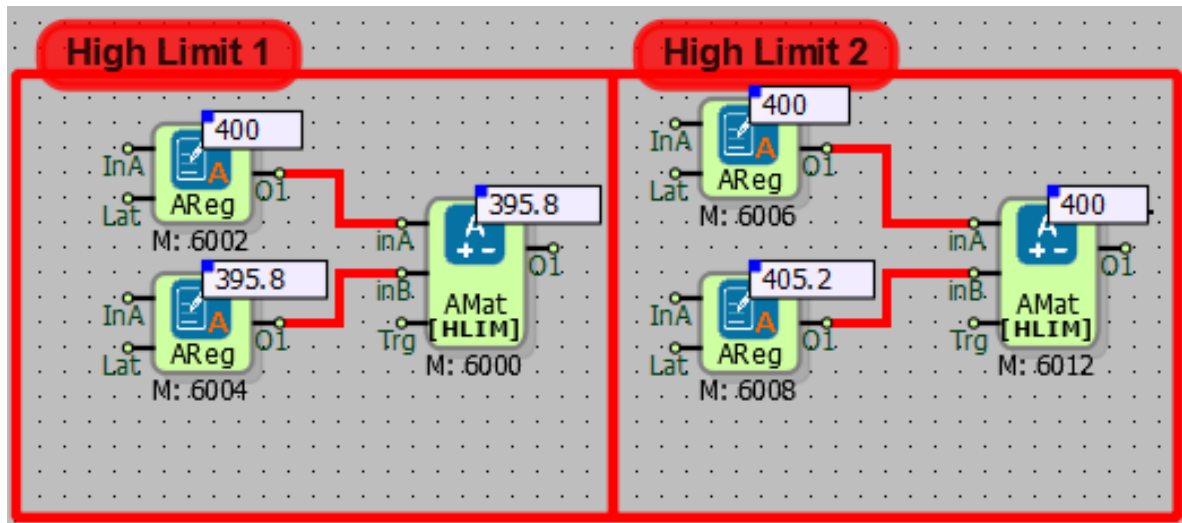 High Limit 1
400
InA
O1
Lat
AReg
M: 6002
395.8
InA
O1
Lat
AReg
M: 6004
395.8
inA
O1
inB
AMat
Trg
[HLIM]
M: 6000
High Limit 2
400
InA
O1
Lat
AReg
M: 6006
405.2
InA
O1
Lat
AReg
M: 6008
400
A
+ -
inA
O1
inB
AMat
Trg
[HLIM]
M: 6012